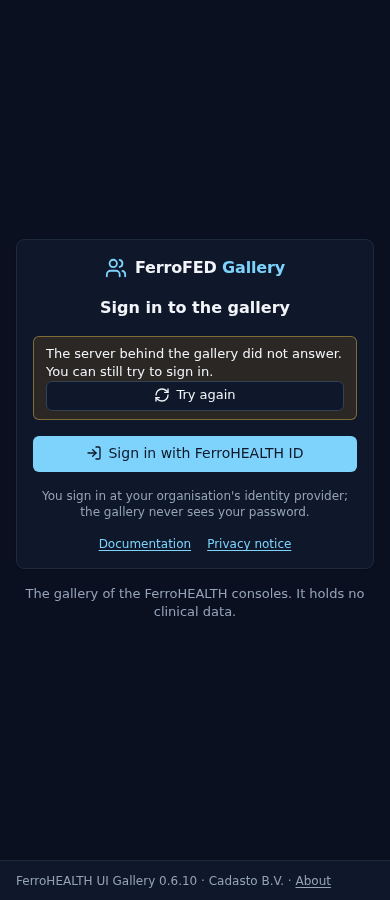 FerroFED Gallery
Sign in to the gallery
The server behind the gallery did not answer.
You can still try to sign in.
Try again
Sign in with FerroHEALTH ID
You sign in at your organisation's identity provider;
the gallery never sees your password.
Documentation Privacy notice
The gallery of the FerroHEALTH consoles. It holds no
clinical data.
FerroHEALTH UI Gallery 0.6.10 · Cadasto B.V. · About